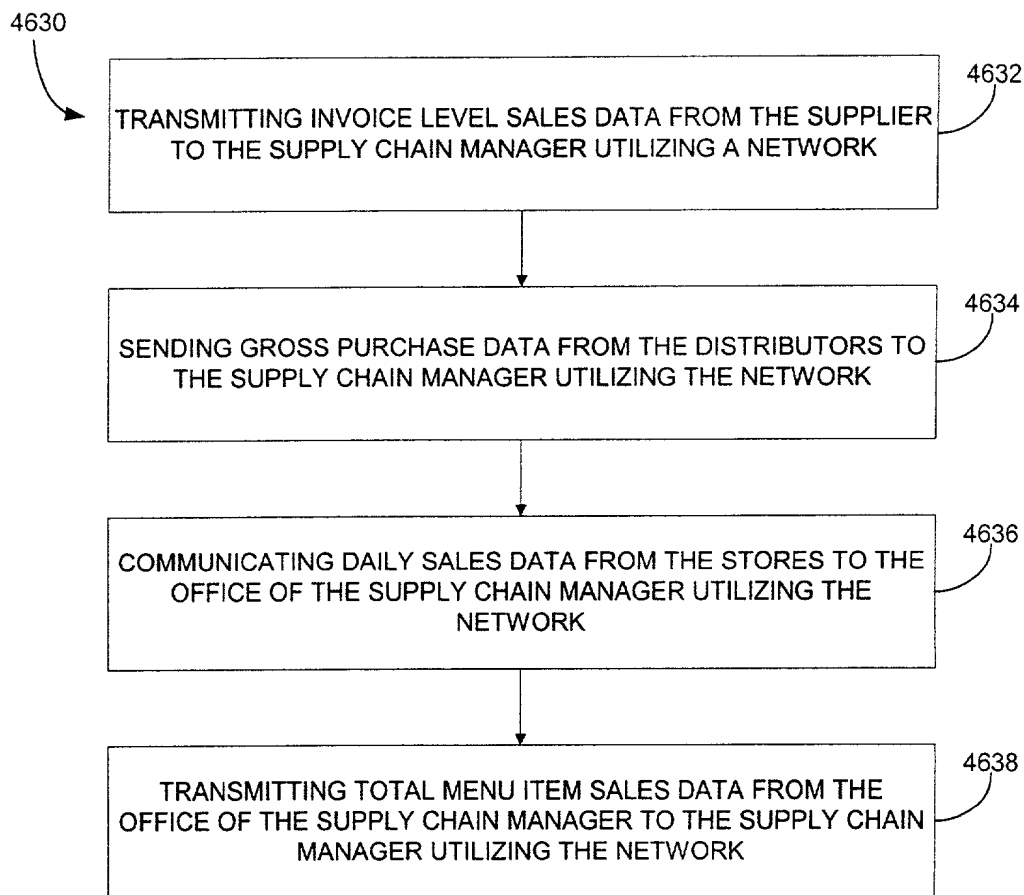 4630
4632
TRANSMITTING INVOICE LEVEL SALES DATA FROM THE SUPPLIER
TO THE SUPPLY CHAIN MANAGER UTILIZING A NETWORK
4634
SENDING GROSS PURCHASE DATA FROM THE DISTRIBUTORS TO
THE SUPPLY CHAIN MANAGER UTILIZING THE NETWORK
4636
COMMUNICATING DAILY SALES DATA FROM THE STORES TO THE
OFFICE OF THE SUPPLY CHAIN MANAGER UTILIZING THE
NETWORK
4638
TRANSMITTING TOTAL MENU ITEM SALES DATA FROM THE
OFFICE OF THE SUPPLY CHAIN MANAGER TO THE SUPPLY CHAIN
MANAGER UTILIZING THE NETWORK